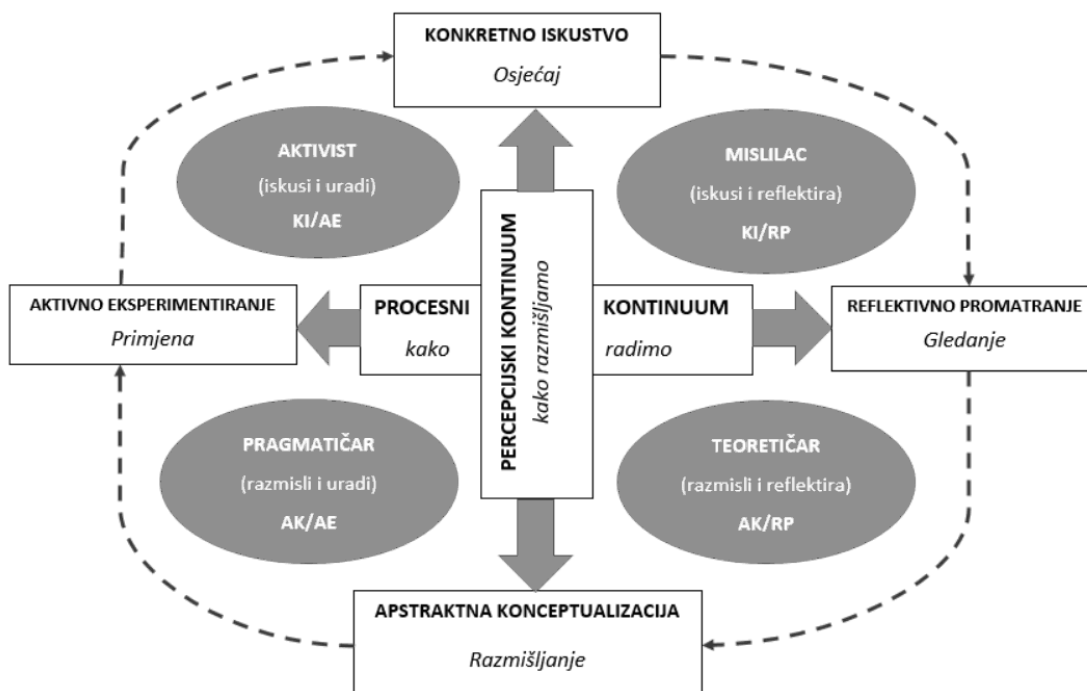 KONKRETNO ISKUSTVO
Osjećaj
AKTIVIST
(iskusi i uradi)
KI/AE
MISLILAC
(iskusi i reflektira)
KI/RP
AKTIVNO EKSPERIMENTIRANJE
Primjena
PROCESNI
kako
PERCEPCIJSKI KONTINUUM
kako razmišljamo
KONTINUUM
radimo
REFLEKTIVNO PROMATRANJE
Gledanje
PRAGMATIČAR
(razmisli i uradi)
AK/AE
TEORETIČAR
(razmisli i reflektira)
AK/RP
APSTRAKTNA KONCEPTUALIZACIJA
Razmišljanje